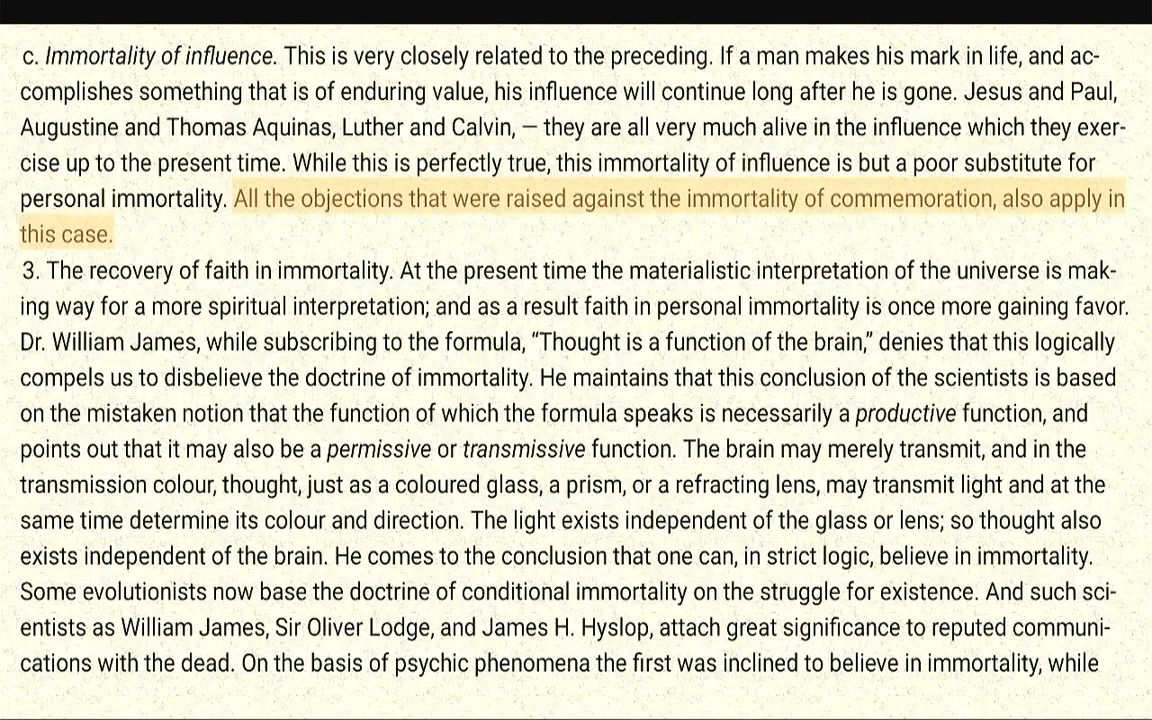 c. Immortality of influence. This is very closely related to the preceding. If a man makes his mark in life, and ac-
complishes something that is of enduring value, his influence will continue long after he is gone. Jesus and Paul,
Augustine and Thomas Aquinas, Luther and Calvin, — they are all very much alive in the influence which they exer-
cise up to the present time. While this is perfectly true, this immortality of influence is but a poor substitute for
personal immortality. All the objections that were raised against the immortality of commemoration, also apply in
this case.
3. The recovery of faith in immortality. At the present time the materialistic interpretation of the universe is mak-
ing way for a more spiritual interpretation; and as a result faith in personal immortality is once more gaining favor.
Dr. William James, while subscribing to the formula, “Thought is a function of the brain,” denies that this logically
compels us to disbelieve the doctrine of immortality. He maintains that this conclusion of the scientists is based
on the mistaken notion that the function of which the formula speaks is necessarily a productive function, and
points out that it may also be a permissive or transmissive function. The brain may merely transmit, and in the
transmission colour, thought, just as a coloured glass, a prism, or a refracting lens, may transmit light and at the
same time determine its colour and direction. The light exists independent of the glass or lens; so thought also
exists independent of the brain. He comes to the conclusion that one can, in strict logic, believe in immortality.
Some evolutionists now base the doctrine of conditional immortality on the struggle for existence. And such sci-
entists as William James, Sir Oliver Lodge, and James H. Hyslop, attach great significance to reputed communi-
cations with the dead. On the basis of psychic phenomena the first was inclined to believe in immortality, while